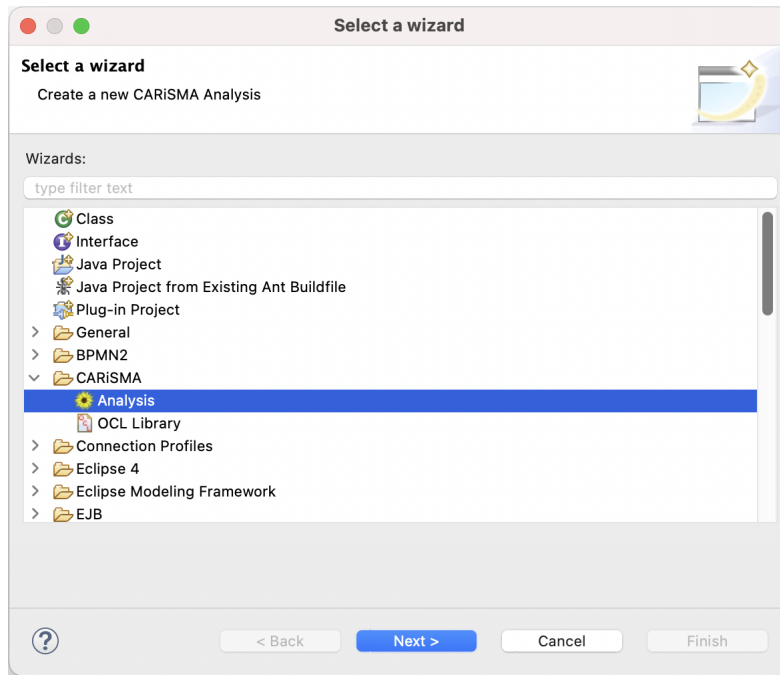 Select a wizard
Select a wizard
Create a new CARiSMA Analysis
Wizards:
type filter text
Class
Interface
Java Project
Java Project from Existing Ant Buildfile
Plug-in Project
General
BPMN2
CARiSMA
Analysis
OCL Library
Connection Profiles
Eclipse 4
Eclipse Modeling Framework
EJB
? < Back Next > Cancel Finish